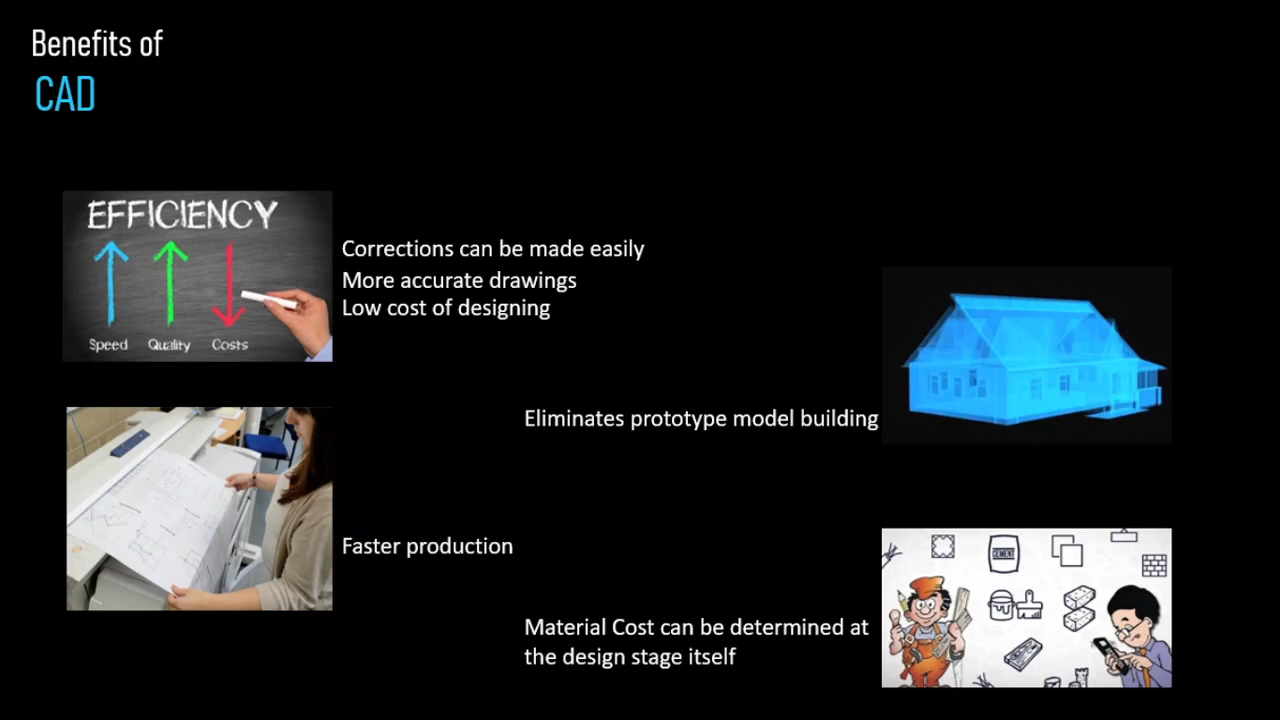 Benefits of
CAD
EFFICIENCY
Speed Quality Costs
Corrections can be made easily
More accurate drawings
Low cost of designing
Eliminates prototype model building
Faster production
CEMENT
Material Cost can be determined at
the design stage itself